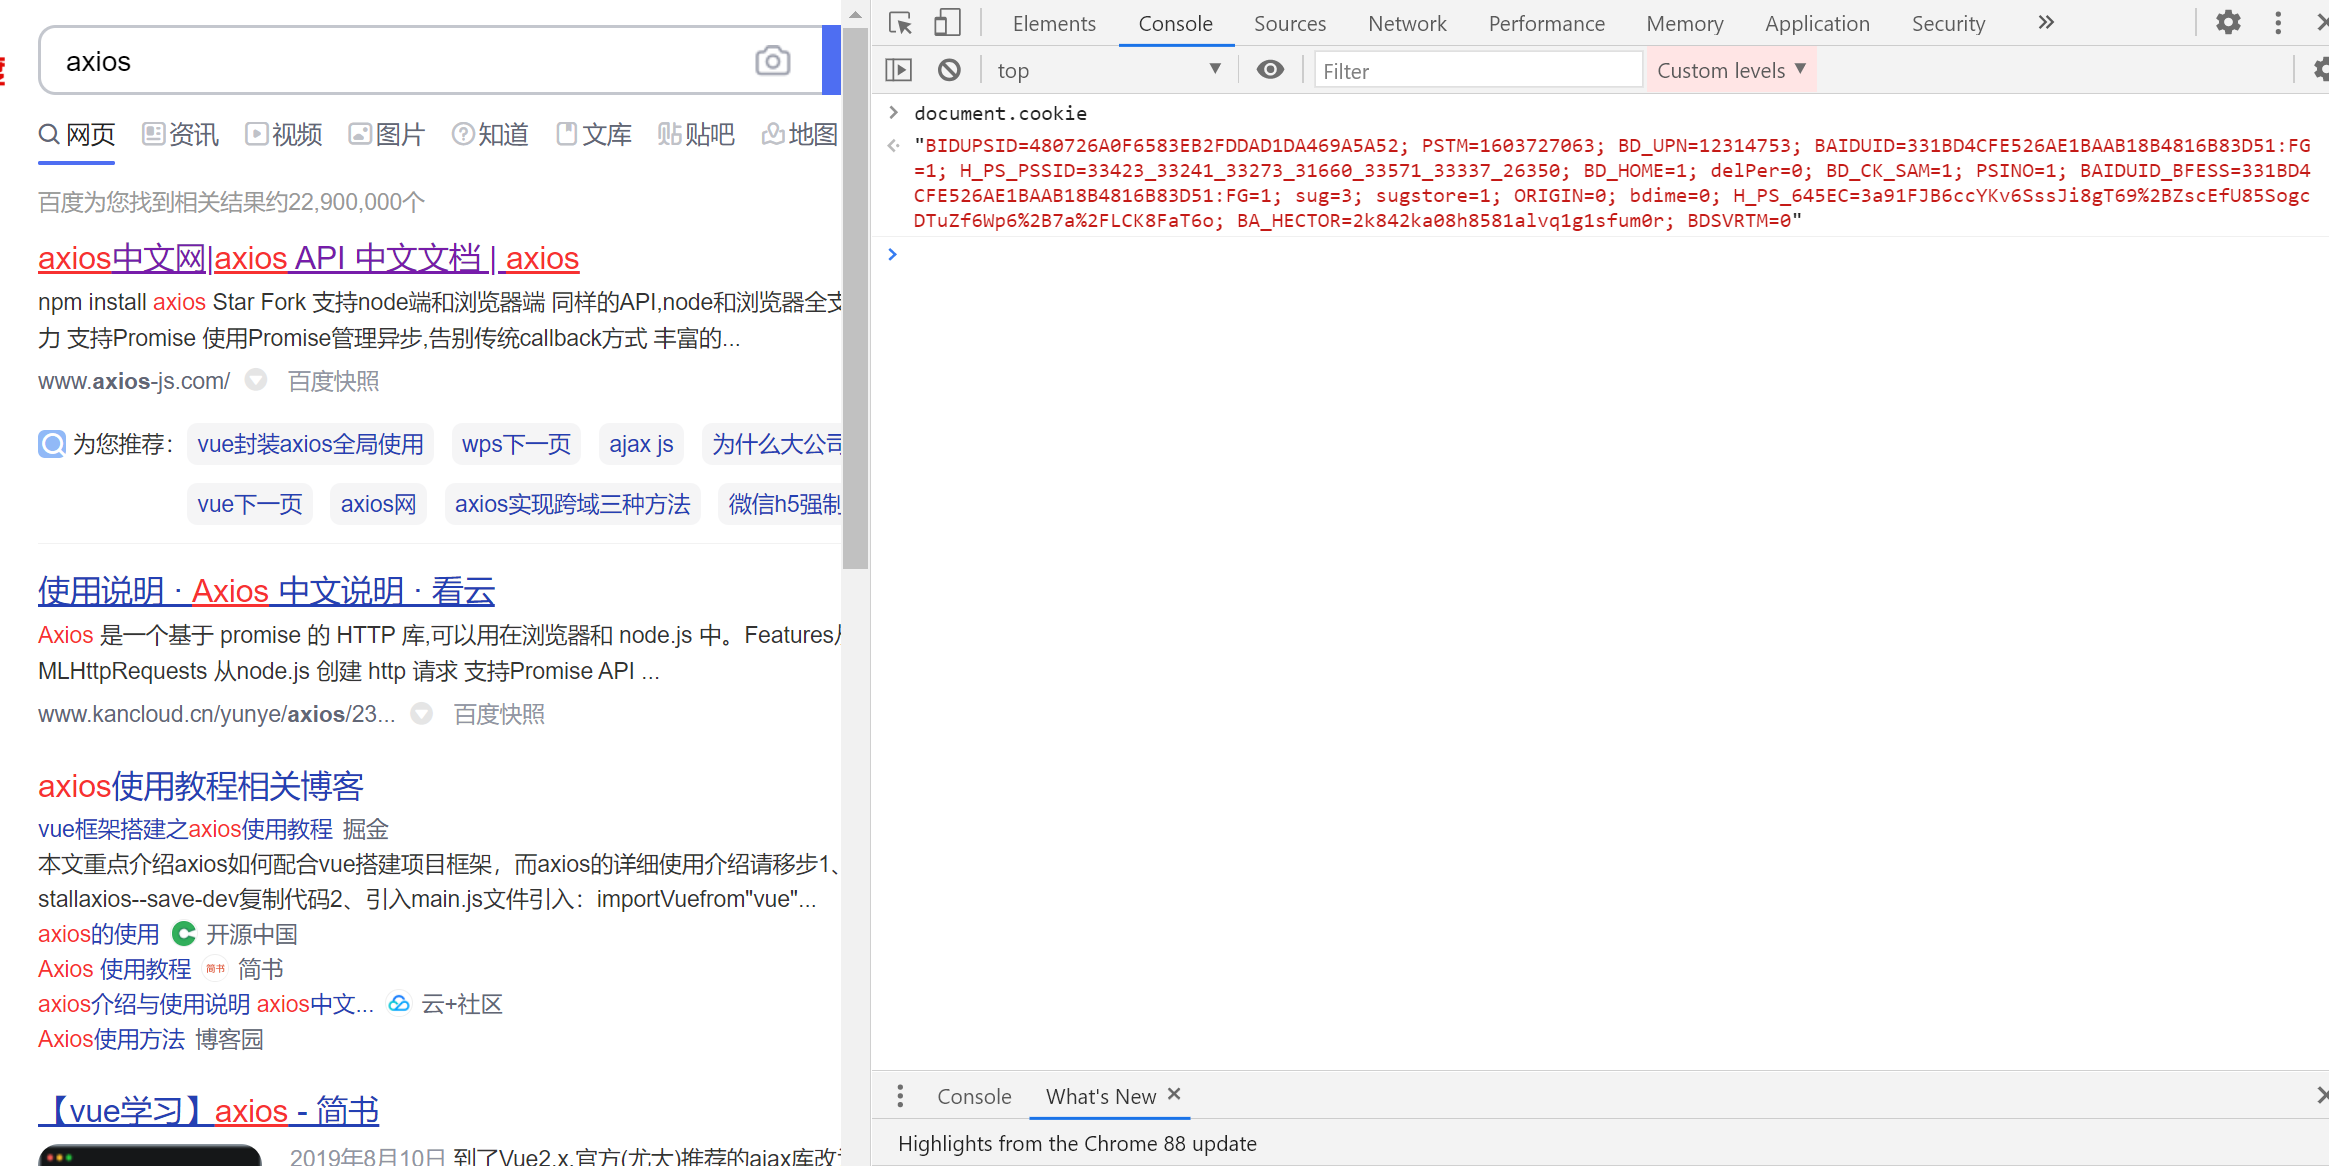 axios
网页 资讯 视频 图片 知道 文库 贴吧 地图
百度为您找到相关结果约22,900,000个
axios中文网|axios API 中文文档 | axios
npm install axios Star Fork 支持node端和浏览器端 同样的API,node和浏览器全支
力 支持Promise 使用Promise管理异步,告别传统callback方式 丰富的...
www.axios-js.com/ 百度快照
为您推荐: vue封装axios全局使用 wps下一页 ajax js 为什么大公司
vue下一页 axios网 axios实现跨域三种方法 微信h5强制
使用说明 · Axios 中文说明 · 看云
Axios 是一个基于 promise 的 HTTP 库,可以用在浏览器和 node.js 中。Features从
MLHttpRequests 从node.js 创建 http 请求 支持Promise API ...
www.kancloud.cn/yunye/axios/23... 百度快照
axios使用教程相关博客
vue框架搭建之axios使用教程 掘金
本文重点介绍axios如何配合vue搭建项目框架，而axios的详细使用介绍请移步1、
stallaxios--save-dev复制代码2、引入main.js文件引入：importVuefrom"vue"...
axios的使用 开源中国
Axios 使用教程 简书 简书
axios介绍与使用说明 axios中文... 云+社区
Axios使用方法 博客园
【vue学习】axios - 简书
2019年8月10日 到了Vue2.x,官方(尤大)推荐的ajax库改
Elements Console Sources Network Performance Memory Application Security »
top Filter Custom levels
document.cookie
"BIDUPSID=480726A0F6583EB2FDDAD1DA469A5A52; PSTM=1603727063; BD_UPN=12314753; BAIDUID=331BD4CFE526AE1BAAB18B4816B83D51:FG
=1; H_PS_PSSID=33423_33241_33273_31660_33571_33337_26350; BD_HOME=1; delPer=0; BD_CK_SAM=1; PSINO=1; BAIDUID_BFESS=331BD4
CFE526AE1BAAB18B4816B83D51:FG=1; sug=3; sugstore=1; ORIGIN=0; bdime=0; H_PS_645EC=3a91FJB6ccYKv6SssJi8gT69%2BZscEfU85Sogc
DTuZf6Wp6%2B7a%2FLCK8FaT6o; BA_HECTOR=2k842ka08h8581alvq1g1sfum0r; BDSVRTM=0"
Console What's New
Highlights from the Chrome 88 update